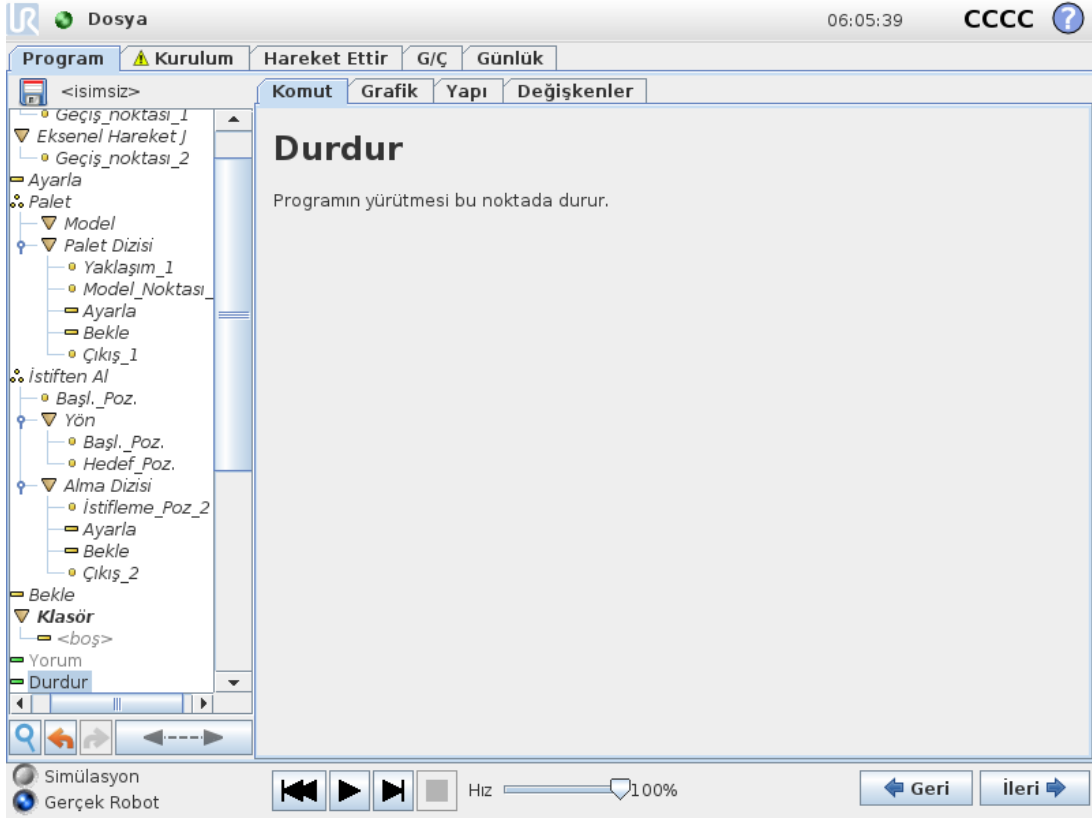 Dosya
06:05:39
CCCC
?
Program
Kurulum
Hareket Ettir
G/Ç
Günlük
<isimsiz>
Komut
Grafik
Yapı
Değişkenler
Geçiş_noktası_1
Eksenel Hareket J
Geçiş_noktası_2
Ayarla
Palet
Model
Palet Dizisi
Yaklaşım_1
Model_Noktası_
Ayarla
Bekle
Çıkış_1
İstiften Al
Başl._Poz.
Yön
Başl._Poz.
Hedef_Poz.
Alma Dizisi
İstifleme_Poz_2
Ayarla
Bekle
Çıkış_2
Bekle
Klasör
<boş>
Yorum
Durdur
Durdur
Programın yürütmesi bu noktada durur.
Simülasyon
Gerçek Robot
Hız
100%
Geri
İleri